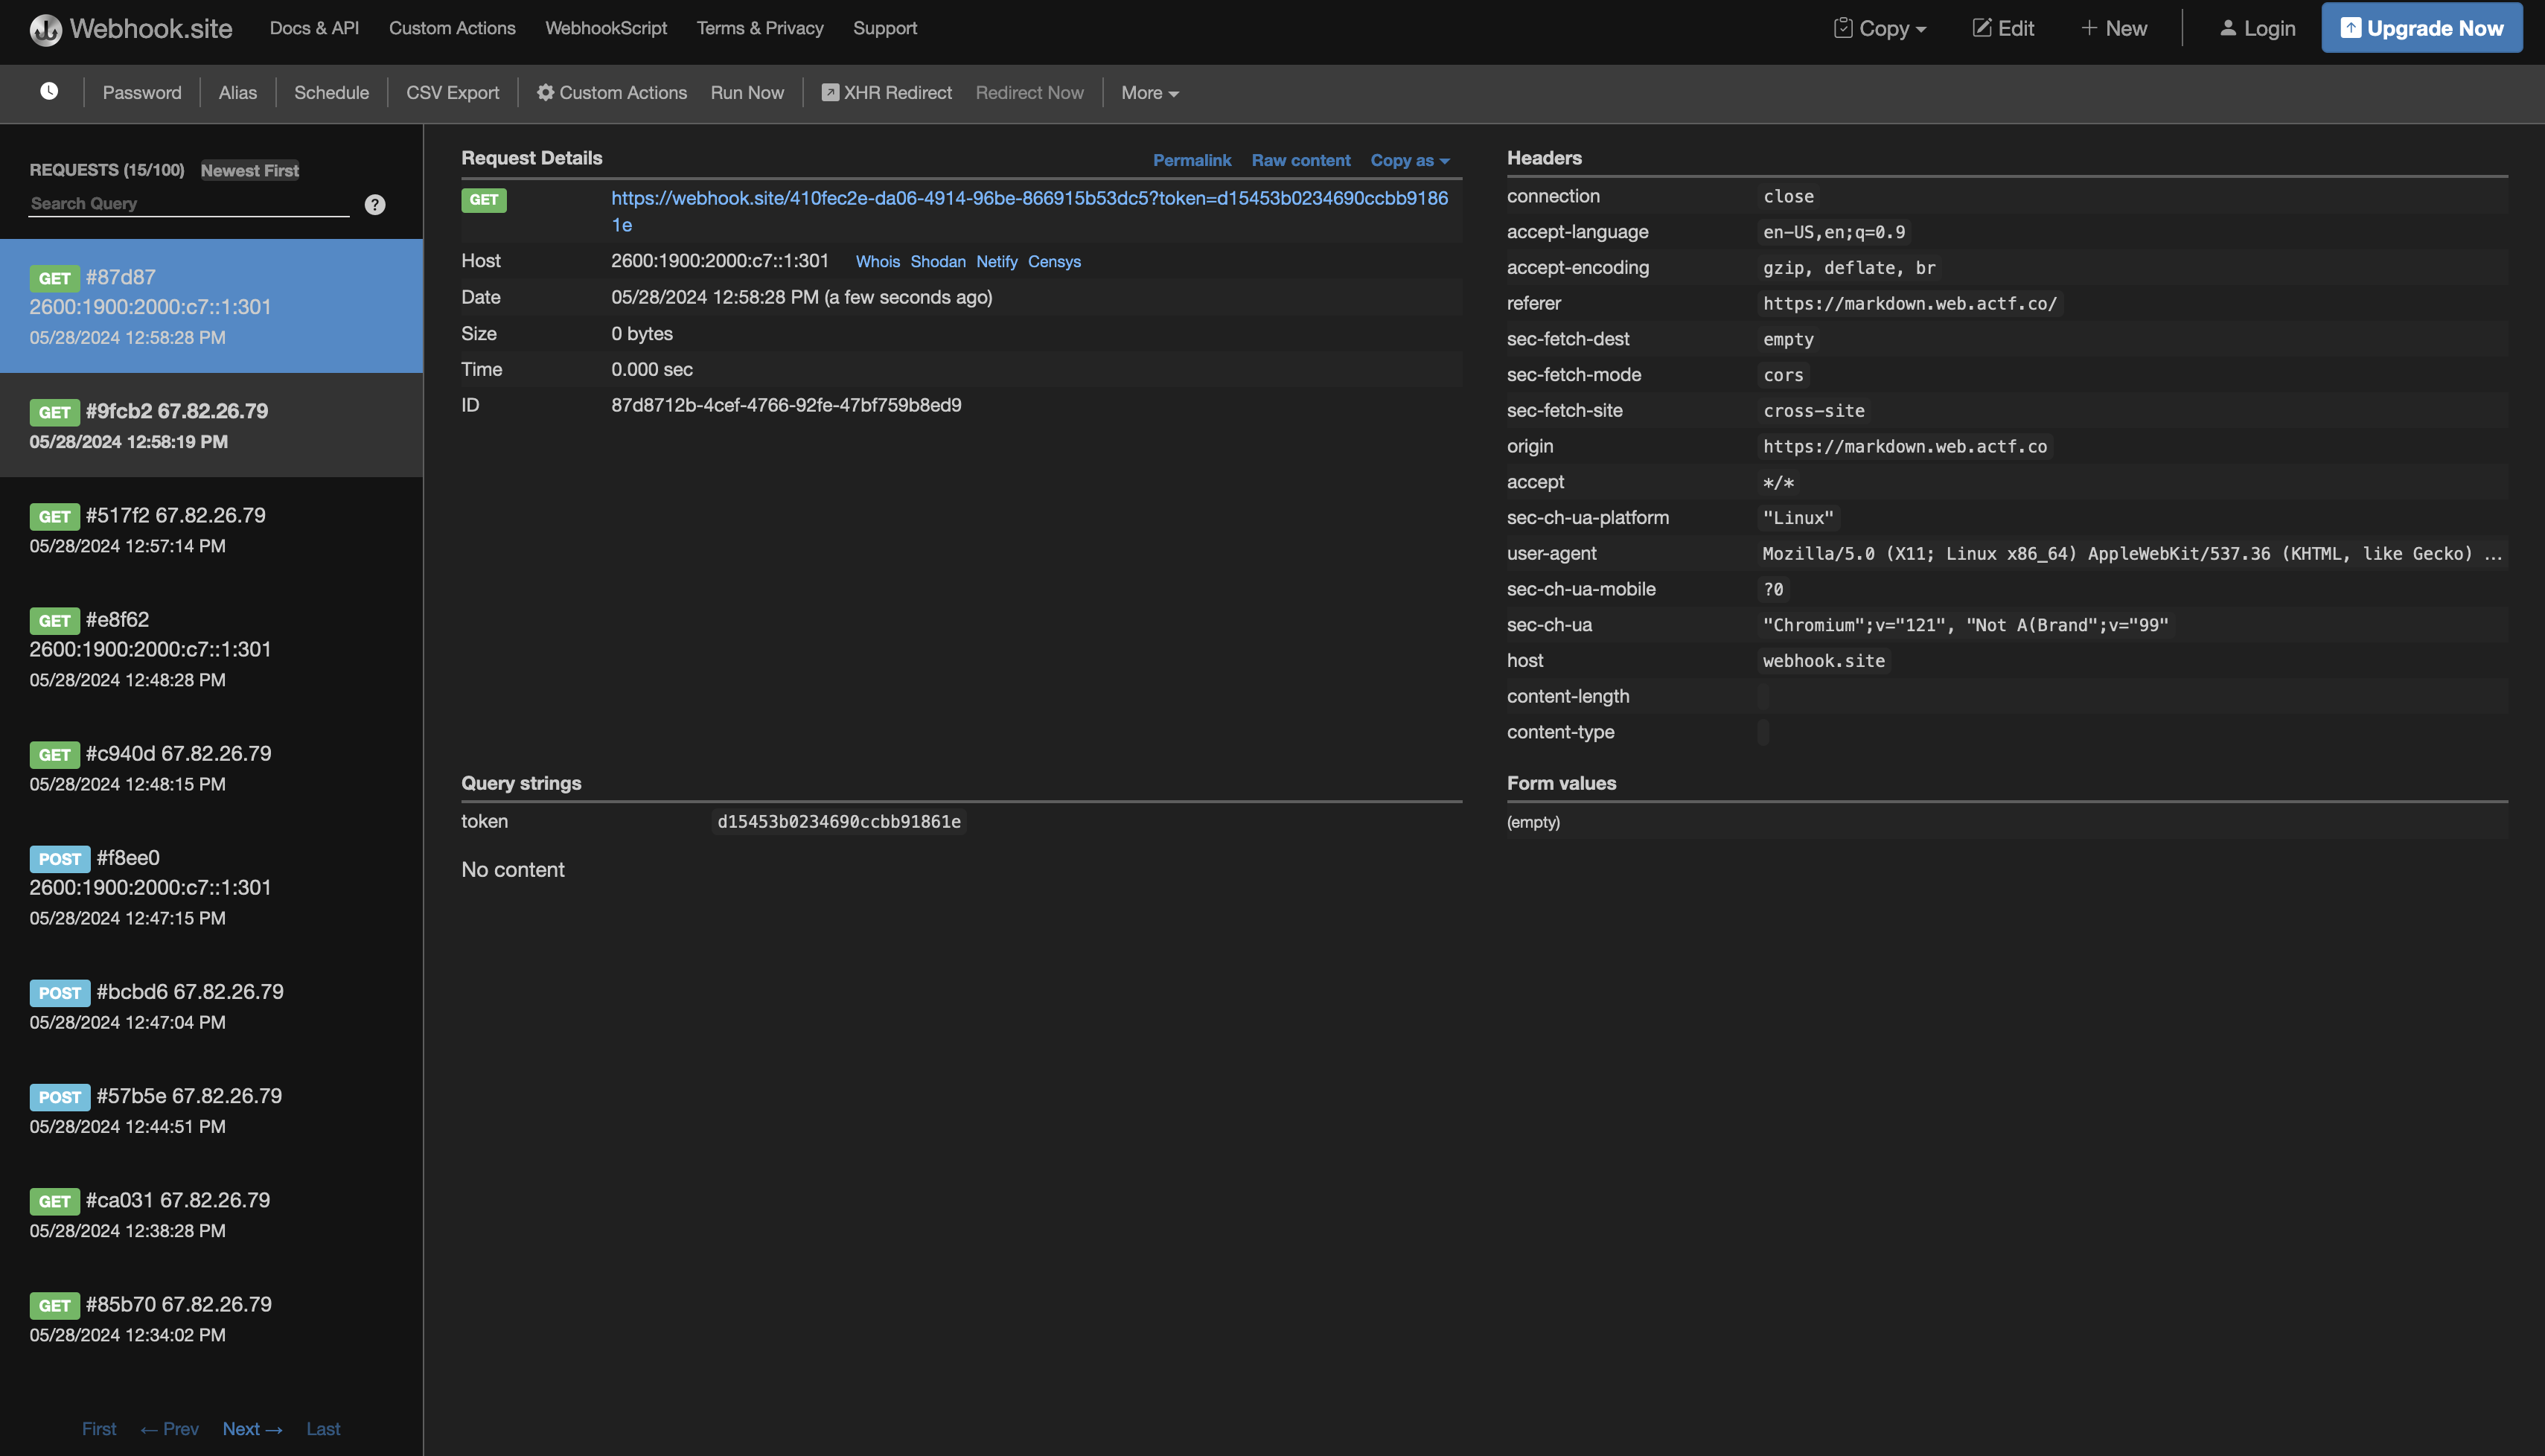 Webhook.site Docs & API Custom Actions WebhookScript Terms & Privacy Support Copy Edit + New Login Upgrade Now
Password Alias Schedule CSV Export Custom Actions Run Now XHR Redirect Redirect Now More
REQUESTS (15/100) Newest First
Search Query ?
GET #87d87
2600:1900:2000:c7::1:301
05/28/2024 12:58:28 PM
GET #9fcb2 67.82.26.79
05/28/2024 12:58:19 PM
GET #517f2 67.82.26.79
05/28/2024 12:57:14 PM
GET #e8f62
2600:1900:2000:c7::1:301
05/28/2024 12:48:28 PM
GET #c940d 67.82.26.79
05/28/2024 12:48:15 PM
POST #f8ee0
2600:1900:2000:c7::1:301
05/28/2024 12:47:15 PM
POST #bcbd6 67.82.26.79
05/28/2024 12:47:04 PM
POST #57b5e 67.82.26.79
05/28/2024 12:44:51 PM
GET #ca031 67.82.26.79
05/28/2024 12:38:28 PM
GET #85b70 67.82.26.79
05/28/2024 12:34:02 PM
First ← Prev Next → Last
Request Details Permalink Raw content Copy as
GET https://webhook.site/410fec2e-da06-4914-96be-866915b53dc5?token=d15453b0234690ccbb9186
1e
Host 2600:1900:2000:c7::1:301 Whois Shodan Netify Censys
Date 05/28/2024 12:58:28 PM (a few seconds ago)
Size 0 bytes
Time 0.000 sec
ID 87d8712b-4cef-4766-92fe-47bf759b8ed9
Headers
connection close
accept-language en-US,en;q=0.9
accept-encoding gzip, deflate, br
referer https://markdown.web.actf.co/
sec-fetch-dest empty
sec-fetch-mode cors
sec-fetch-site cross-site
origin https://markdown.web.actf.co
accept */*
sec-ch-ua-platform "Linux"
user-agent Mozilla/5.0 (X11; Linux x86_64) AppleWebKit/537.36 (KHTML, like Gecko) ...
sec-ch-ua-mobile ?0
sec-ch-ua "Chromium";v="121", "Not A(Brand";v="99"
host webhook.site
content-length
content-type
Query strings
token d15453b0234690ccbb91861e
No content
Form values
(empty)